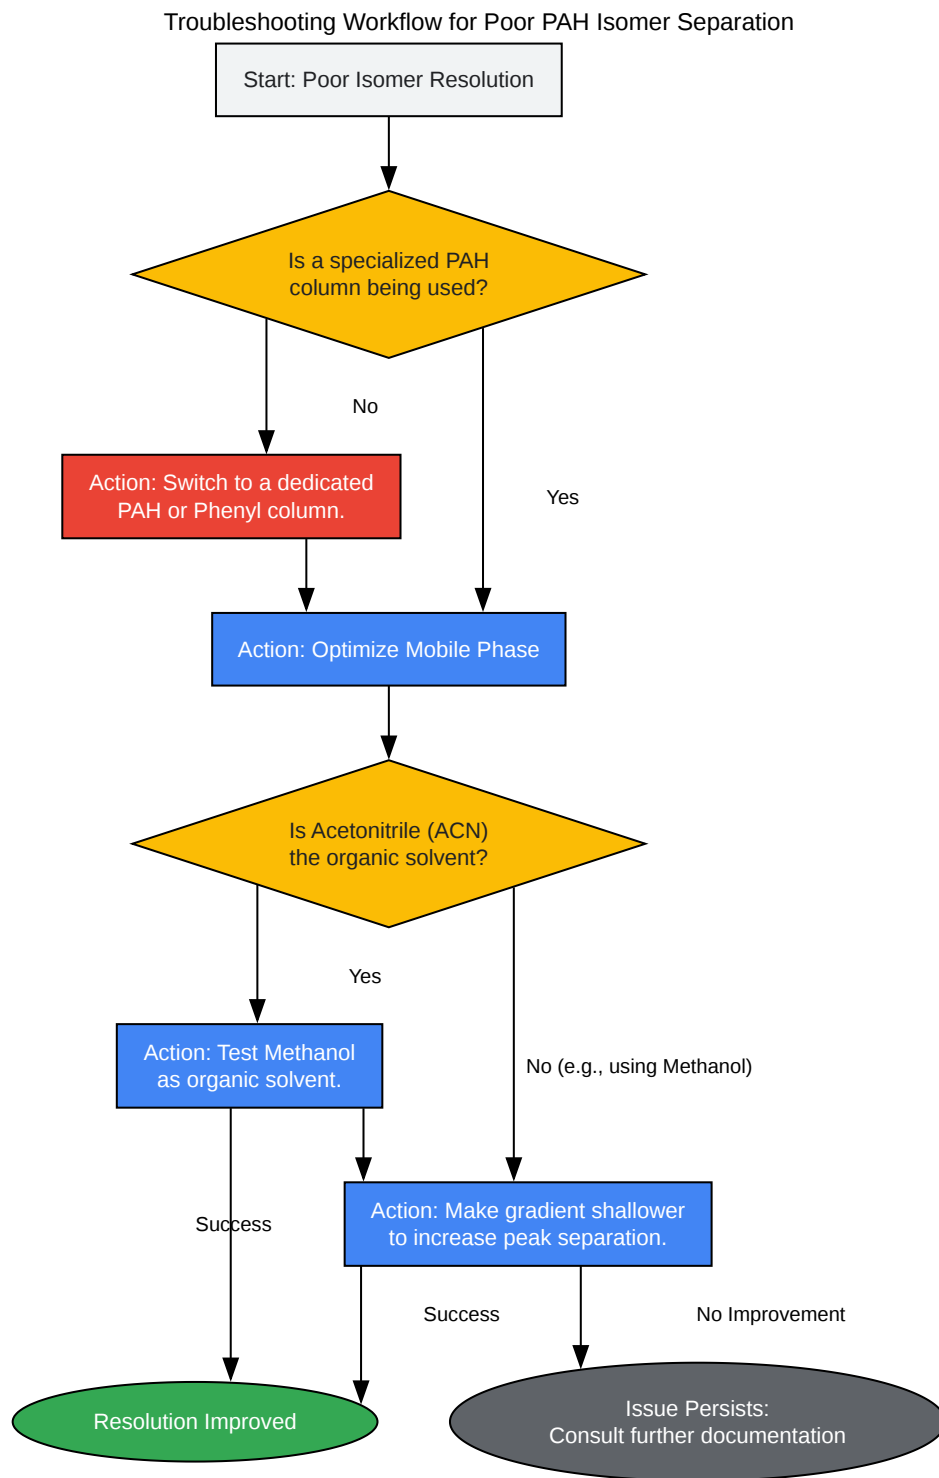 Troubleshooting Workflow for Poor PAH Isomer Separation
Start: Poor Isomer Resolution
Is a specialized PAH
column being used?
No
Action: Switch to a dedicated
PAH or Phenyl column.
Yes
Action: Optimize Mobile Phase
Is Acetonitrile (ACN)
the organic solvent?
Yes
Action: Test Methanol
as organic solvent.
No (e.g., using Methanol)
Success
Action: Make gradient shallower
to increase peak separation.
Success
No Improvement
Resolution Improved
Issue Persists:
Consult further documentation